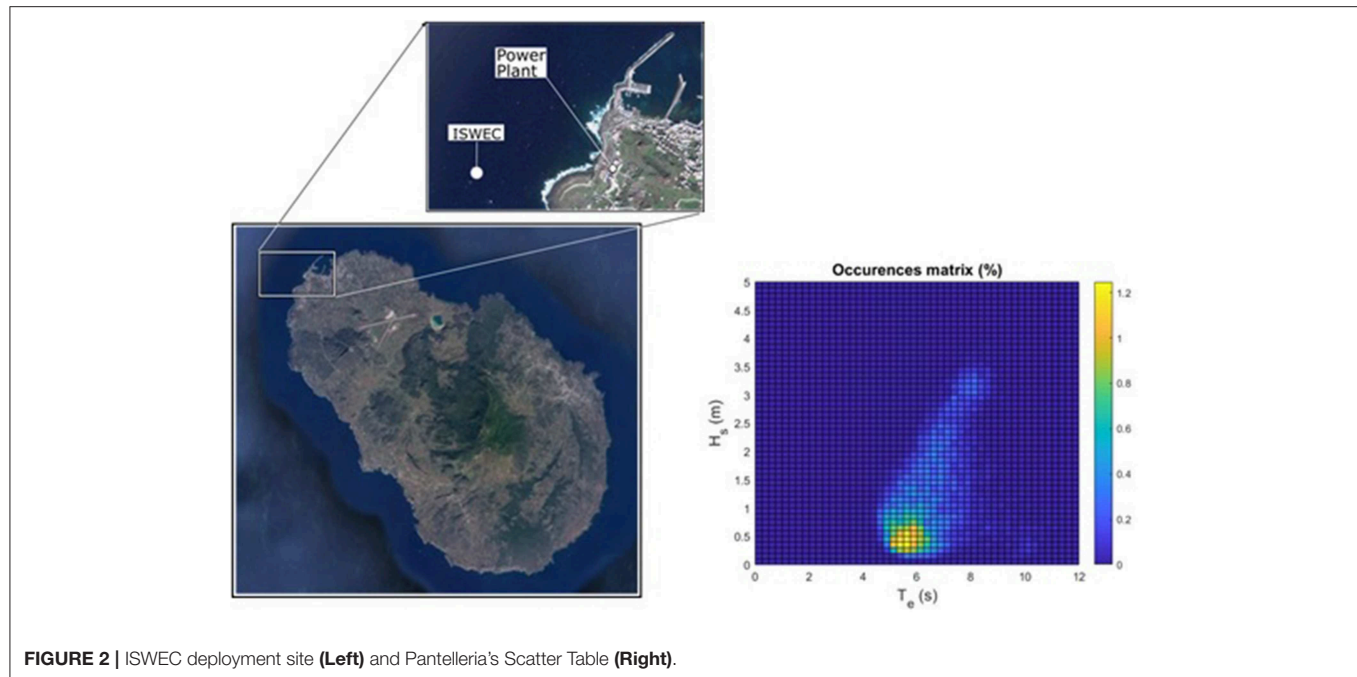 Power
Plant
ISWEC
Occurences matrix (%)
5
4.5
4
3.5
3
2.5
2
1.5
1
0.5
0
H_s (m)
0 2 4 6 8 10 12
T_e (s)
1.2
1
0.8
0.6
0.4
0.2
0
FIGURE 2 | ISWEC deployment site (Left) and Pantelleria's Scatter Table (Right).